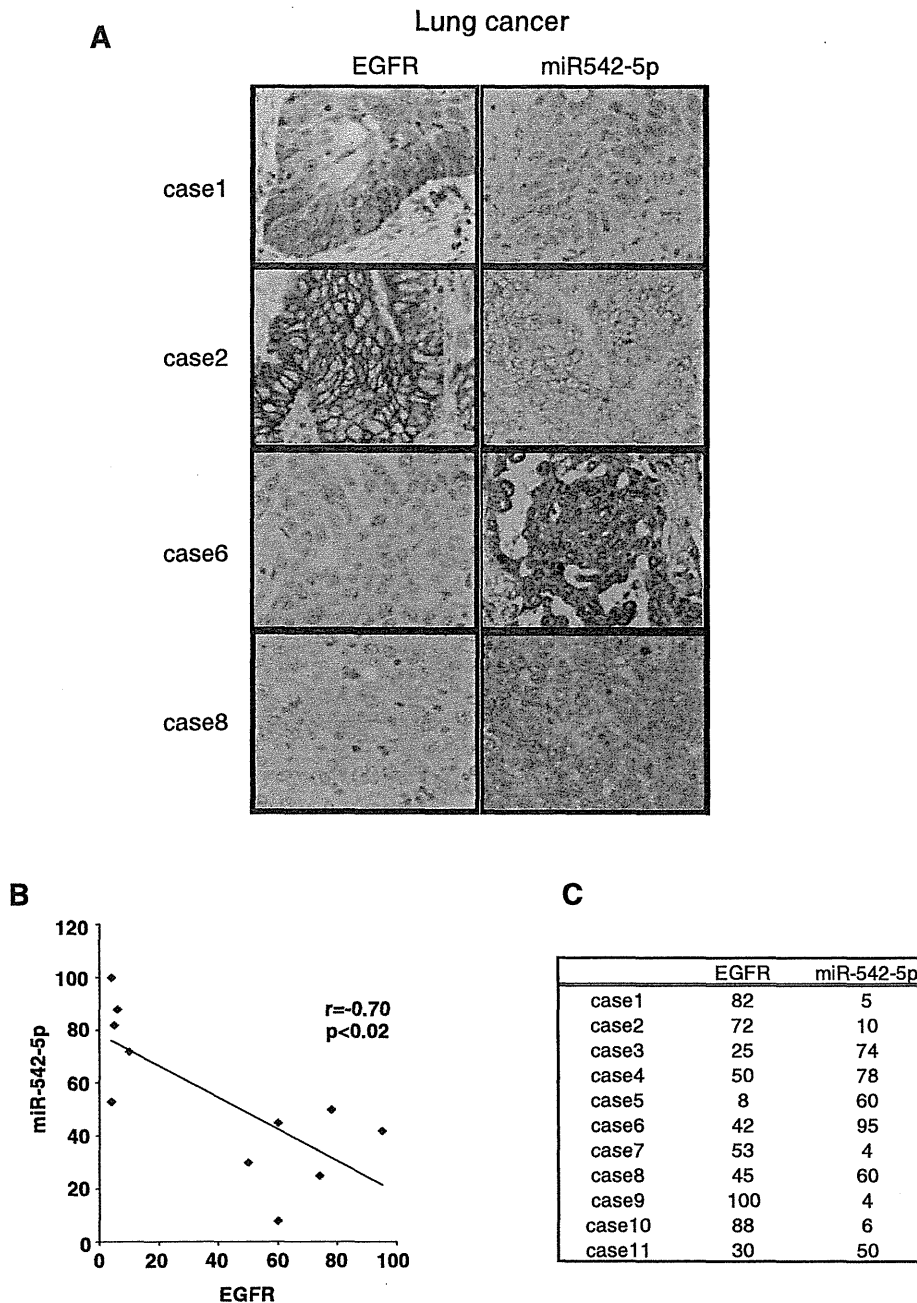 Lung cancer
A
EGFR miR542-5p
case1
case2
case6
case8
B
120
100
80
60
40
20
0
miR-542-5p
r=-0.70
p<0.02
0 20 40 60 80 100
EGFR
C
EGFR miR-542-5p
case1 82 5
case2 72 10
case3 25 74
case4 50 78
case5 8 60
case6 42 95
case7 53 4
case8 45 60
case9 100 4
case10 88 6
case11 30 50